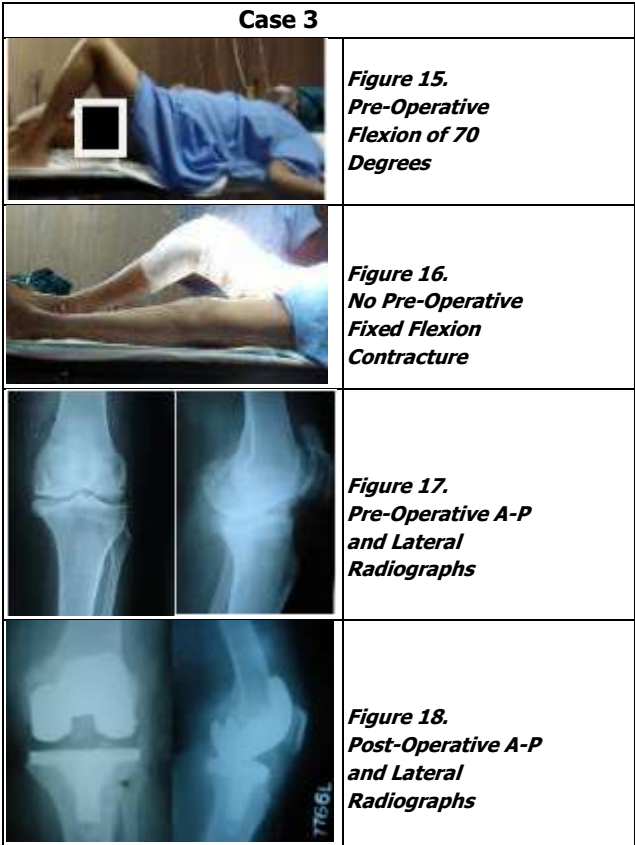 Case 3
Figure 15.
Pre-Operative
Flexion of 70
Degrees
Figure 16.
No Pre-Operative
Fixed Flexion
Contracture
Figure 17.
Pre-Operative A-P
and Lateral
Radiographs
Figure 18.
Post-Operative A-P
and Lateral
Radiographs
7766L